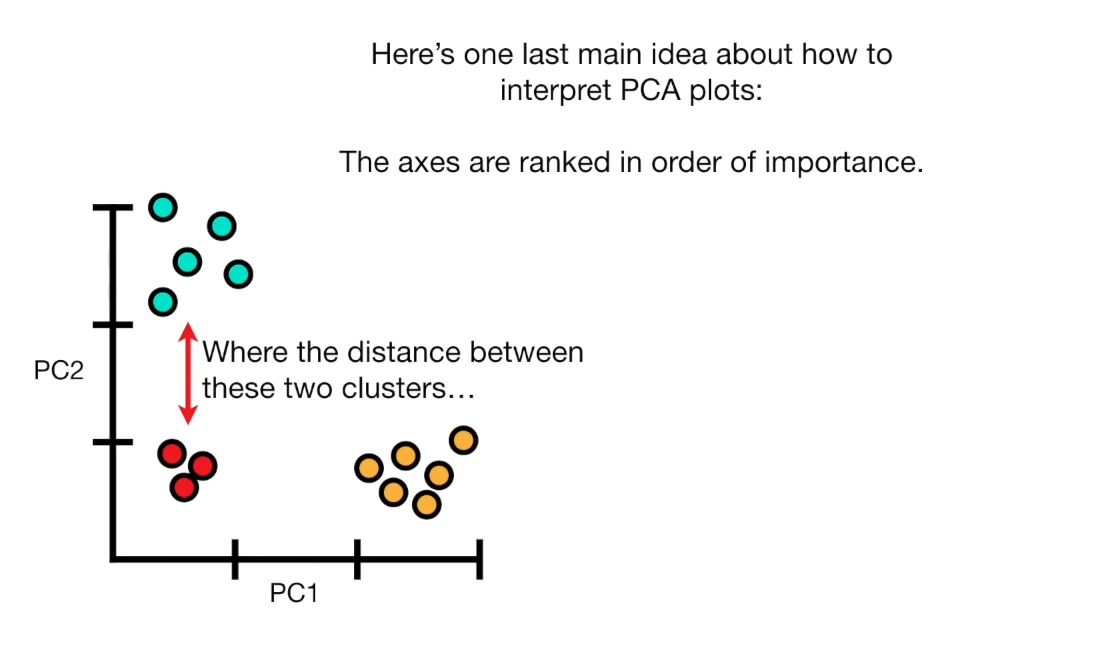 Here’s one last main idea about how to
interpret PCA plots:
The axes are ranked in order of importance.
Where the distance between
these two clusters…
PC2
PC1